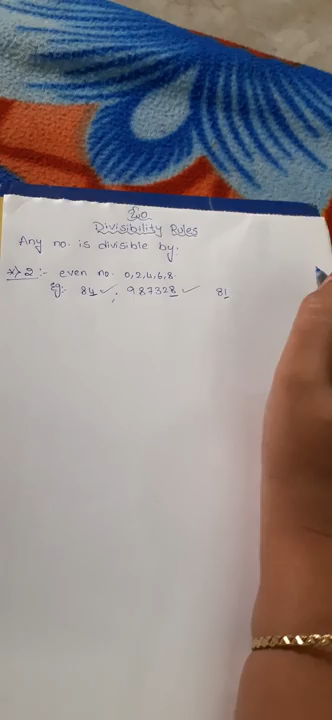 Divisibility Rules
Any no. is divisible by.
*> 2:- even no. 0,2,4,6,8.
Eg:- 84 ✓ ; 987328 ✓ 81